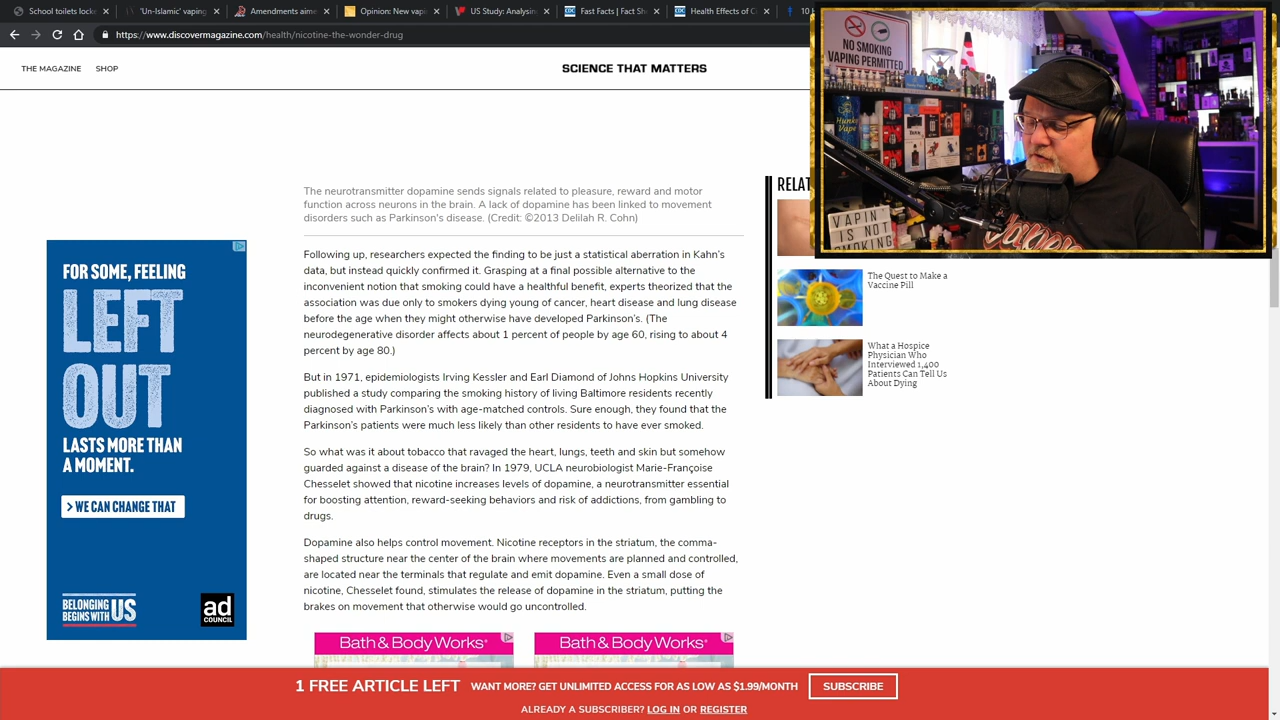 School toilets locke
'Un-Islamic' vaping
Amendments and
Opinion: New vape
US Study Analysis
Fast Facts | Fact She
Health Effects of C
10
https://www.discovermagazine.com/health/nicotine-the-wonder-drug
THE MAGAZINE
SHOP
SCIENCE THAT MATTERS
NO SMOKING
VAPING PERMITTED
VAPE
Hunky
Vape
VAPIN'
IS NOT
SMOKING
The neurotransmitter dopamine sends signals related to pleasure, reward and motor
function across neurons in the brain. A lack of dopamine has been linked to movement
disorders such as Parkinson's disease. (Credit: ©2013 Delilah R. Cohn)
RELAT
Following up, researchers expected the finding to be just a statistical aberration in Kahn's
data, but instead quickly confirmed it. Grasping at a final possible alternative to the
inconvenient notion that smoking could have a healthful benefit, experts theorized that the
association was due only to smokers dying young of cancer, heart disease and lung disease
before the age when they might otherwise have developed Parkinson's. (The
neurodegenerative disorder affects about 1 percent of people by age 60, rising to about 4
percent by age 80.)
But in 1971, epidemiologists Irving Kessler and Earl Diamond of Johns Hopkins University
published a study comparing the smoking history of living Baltimore residents recently
diagnosed with Parkinson's with age-matched controls. Sure enough, they found that the
Parkinson's patients were much less likely than other residents to have ever smoked.
So what was it about tobacco that ravaged the heart, lungs, teeth and skin but somehow
guarded against a disease of the brain? In 1979, UCLA neurobiologist Marie-Françoise
Chesselet showed that nicotine increases levels of dopamine, a neurotransmitter essential
for boosting attention, reward-seeking behaviors and risk of addictions, from gambling to
drugs.
Dopamine also helps control movement. Nicotine receptors in the striatum, the comma-
shaped structure near the center of the brain where movements are planned and controlled,
are located near the terminals that regulate and emit dopamine. Even a small dose of
nicotine, Chesselet found, stimulates the release of dopamine in the striatum, putting the
brakes on movement that otherwise would go uncontrolled.
The Quest to Make a
Vaccine Pill
What a Hospice
Physician Who
Interviewed 1,400
Patients Can Tell Us
About Dying
FOR SOME, FEELING
LEFT
OUT
LASTS MORE THAN
A MOMENT.
> WE CAN CHANGE THAT
BELONGING
BEGINS WITH US
ad
COUNCIL
Bath & Body Works®
Bath & Body Works®
1 FREE ARTICLE LEFT
WANT MORE? GET UNLIMITED ACCESS FOR AS LOW AS $1.99/MONTH
SUBSCRIBE
ALREADY A SUBSCRIBER? LOG IN OR REGISTER